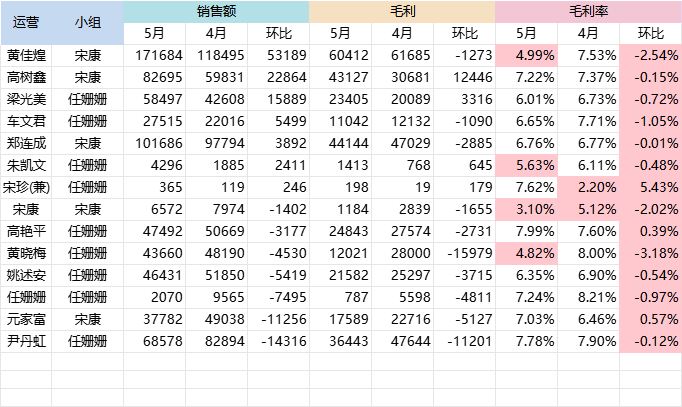 运营 小组 销售额 毛利 毛利率
5月 4月 环比 5月 4月 环比 5月 4月 环比
黄佳煌 宋康 171684 118495 53189 60412 61685 -1273 4.99% 7.53% -2.54%
高树鑫 宋康 82695 59831 22864 43127 30681 12446 7.22% 7.37% -0.15%
梁光美 任姗姗 58497 42608 15889 23405 20089 3316 6.01% 6.73% -0.72%
车文君 任姗姗 27515 22016 5499 11042 12132 -1090 6.65% 7.71% -1.05%
郑连成 宋康 101686 97794 3892 44144 47029 -2885 6.76% 6.77% -0.01%
朱凯文 任姗姗 4296 1885 2411 1413 768 645 5.63% 6.11% -0.48%
宋珍(兼) 任姗姗 365 119 246 198 19 179 7.62% 2.20% 5.43%
宋康 宋康 6572 7974 -1402 1184 2839 -1655 3.10% 5.12% -2.02%
高艳平 任姗姗 47492 50669 -3177 24843 27574 -2731 7.99% 7.60% 0.39%
黄晓梅 任姗姗 43660 48190 -4530 12021 28000 -15979 4.82% 8.00% -3.18%
姚述安 任姗姗 46431 51850 -5419 21582 25297 -3715 6.35% 6.90% -0.54%
任姗姗 任姗姗 2070 9565 -7495 787 5598 -4811 7.24% 8.21% -0.97%
元家富 宋康 37782 49038 -11256 17589 22716 -5127 7.03% 6.46% 0.57%
尹丹虹 任姗姗 68578 82894 -14316 36443 47644 -11201 7.78% 7.90% -0.12%